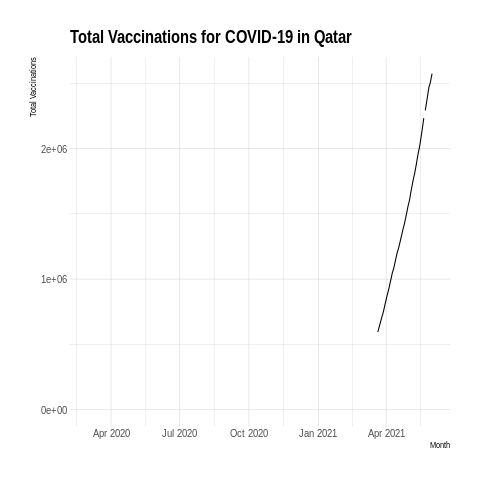 Total Vaccinations for COVID-19 in Qatar
Total Vaccinations
2e+06
1e+06
0e+00
Apr 2020 Jul 2020 Oct 2020 Jan 2021 Apr 2021
Month